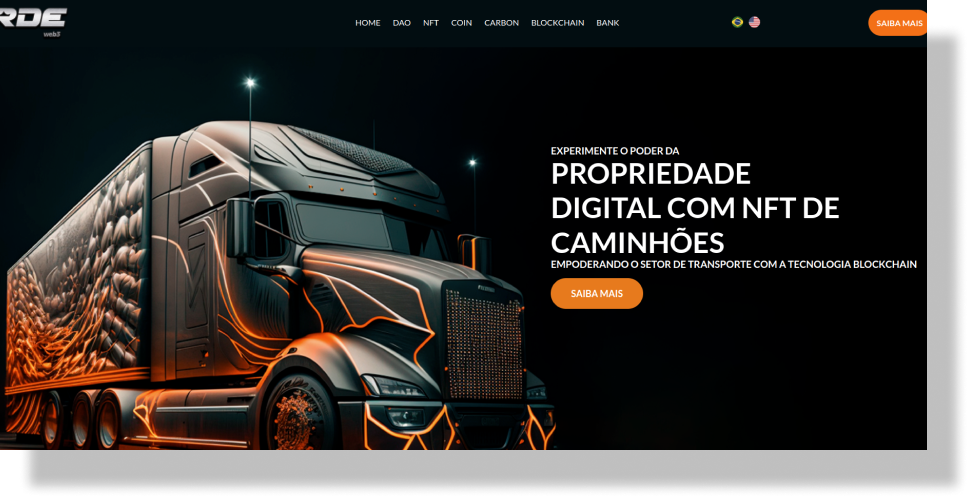 RDE
web3
HOME DAO NFT COIN CARBON BLOCKCHAIN BANK
SAIBA MAIS
EXPERIMENTE O PODER DA
PROPRIEDADE
DIGITAL COM NFT DE
CAMINHÕES
EMPODERANDO O SETOR DE TRANSPORTE COM A TECNOLOGIA BLOCKCHAIN
SAIBA MAIS